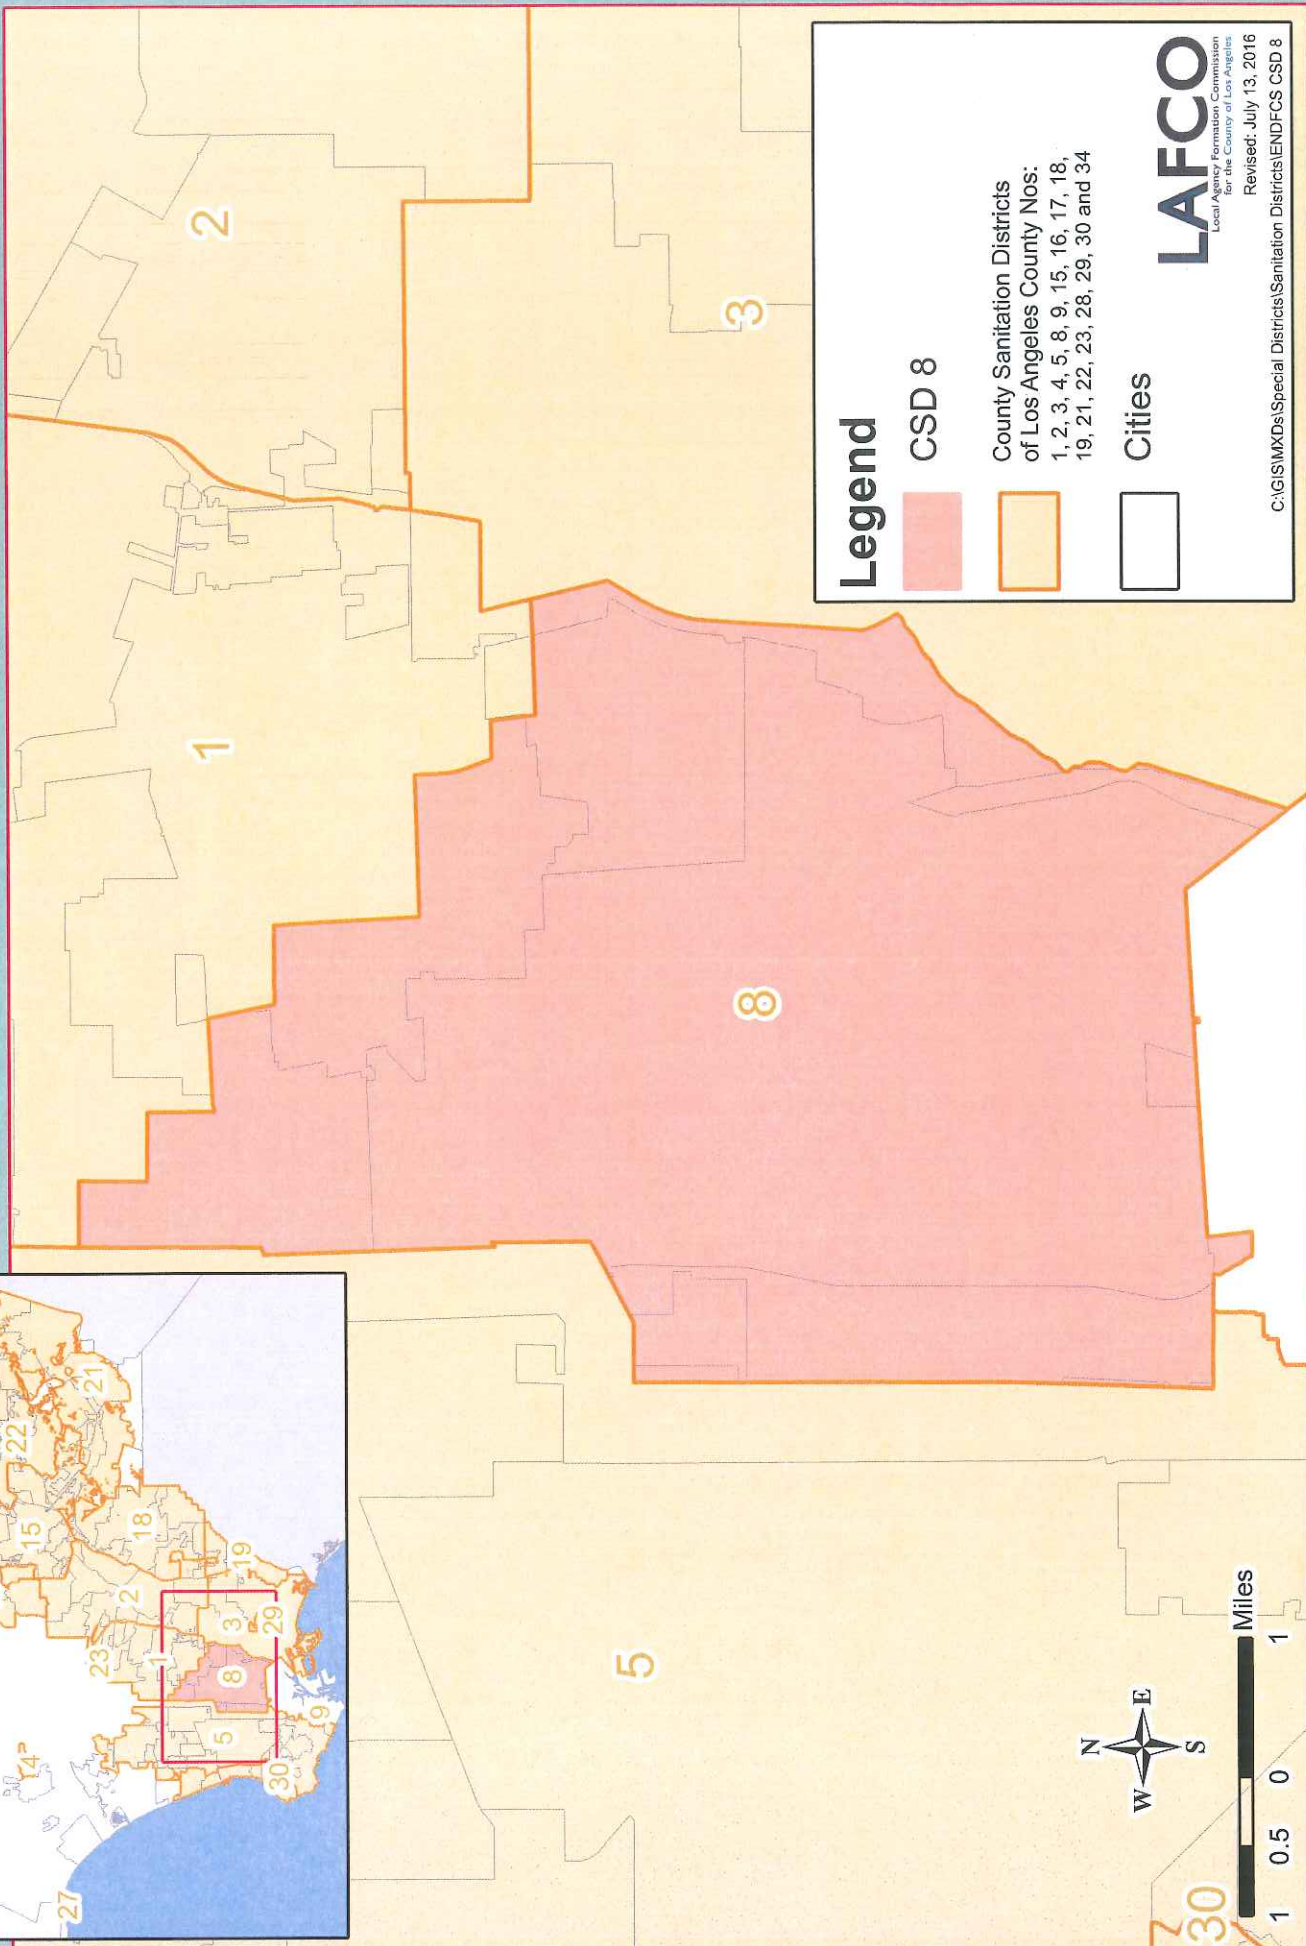 27
4
23
15
22
21
2
18
1
19
3
29
8
5
9
30
2
1
3
8
5
30
N
W
E
S
1
0.5
0
1
Miles
Legend
CSD 8
County Sanitation Districts
of Los Angeles County Nos:
1, 2, 3, 4, 5, 8, 9, 15, 16, 17, 18,
19, 21, 22, 23, 28, 29, 30 and 34
Cities
LAFCO
Local Agency Formation Commission
for the County of Los Angeles
Revised: July 13, 2016
C:\GIS\MXDs\Special Districts\Sanitation Districts\ENDFCS CSD 8